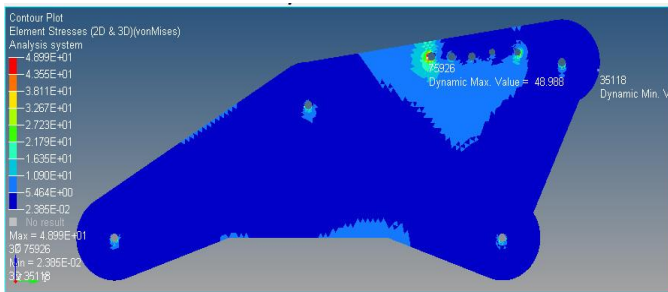 Contour Plot
Element Stresses (2D & 3D)(vonMises)
Analysis system
4.899E+01
4.355E+01
3.811E+01
3.267E+01
2.723E+01
2.179E+01
1.635E+01
1.090E+01
5.464E+00
2.385E-02
No result
Max = 4.899E+01
3D 75926
Min = 2.385E-02
3D 35118
75926
Dynamic Max. Value = 48.988
35118
Dynamic Min. V